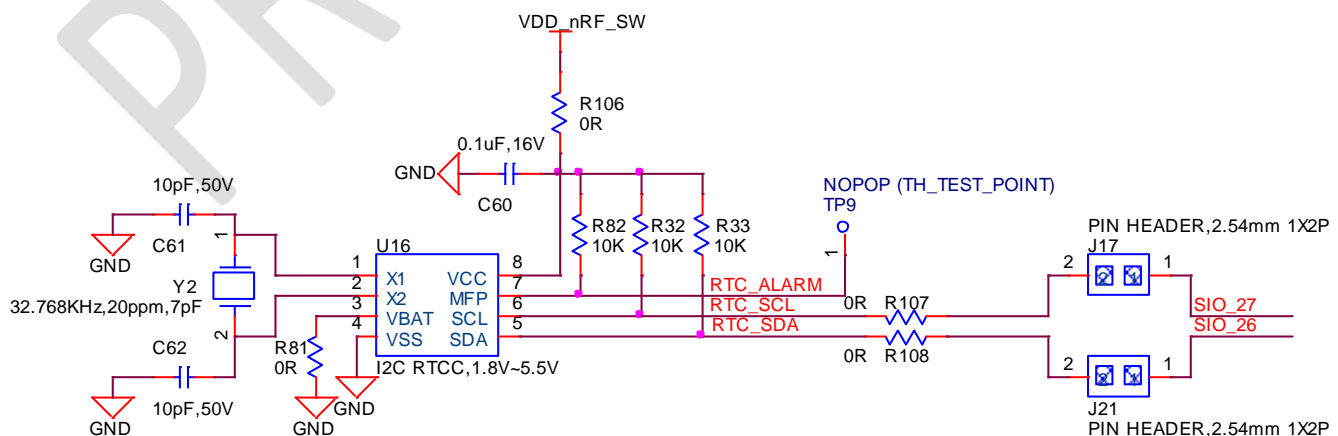 VDD_nRF_SW
R106
0R
0.1uF,16V
GND
C60
10pF,50V
C61
GND
1
Y2
32.768KHz,20ppm,7pF
2
C62
10pF,50V
GND
U16
1 X1 VCC 8
2 X2 MFP 7
3 VBAT SCL 6
4 VSS SDA 5
I2C RTCC,1.8V~5.5V
R81
0R
GND
GND
R82
10K
R32
10K
R33
10K
NOPOP (TH_TEST_POINT)
TP9
1
RTC_ALARM
RTC_SCL
RTC_SDA
0R R107
0R R108
PIN HEADER,2.54mm 1X2P
J17
2 1
SIO_27
SIO_26
2 1
J21
PIN HEADER,2.54mm 1X2P